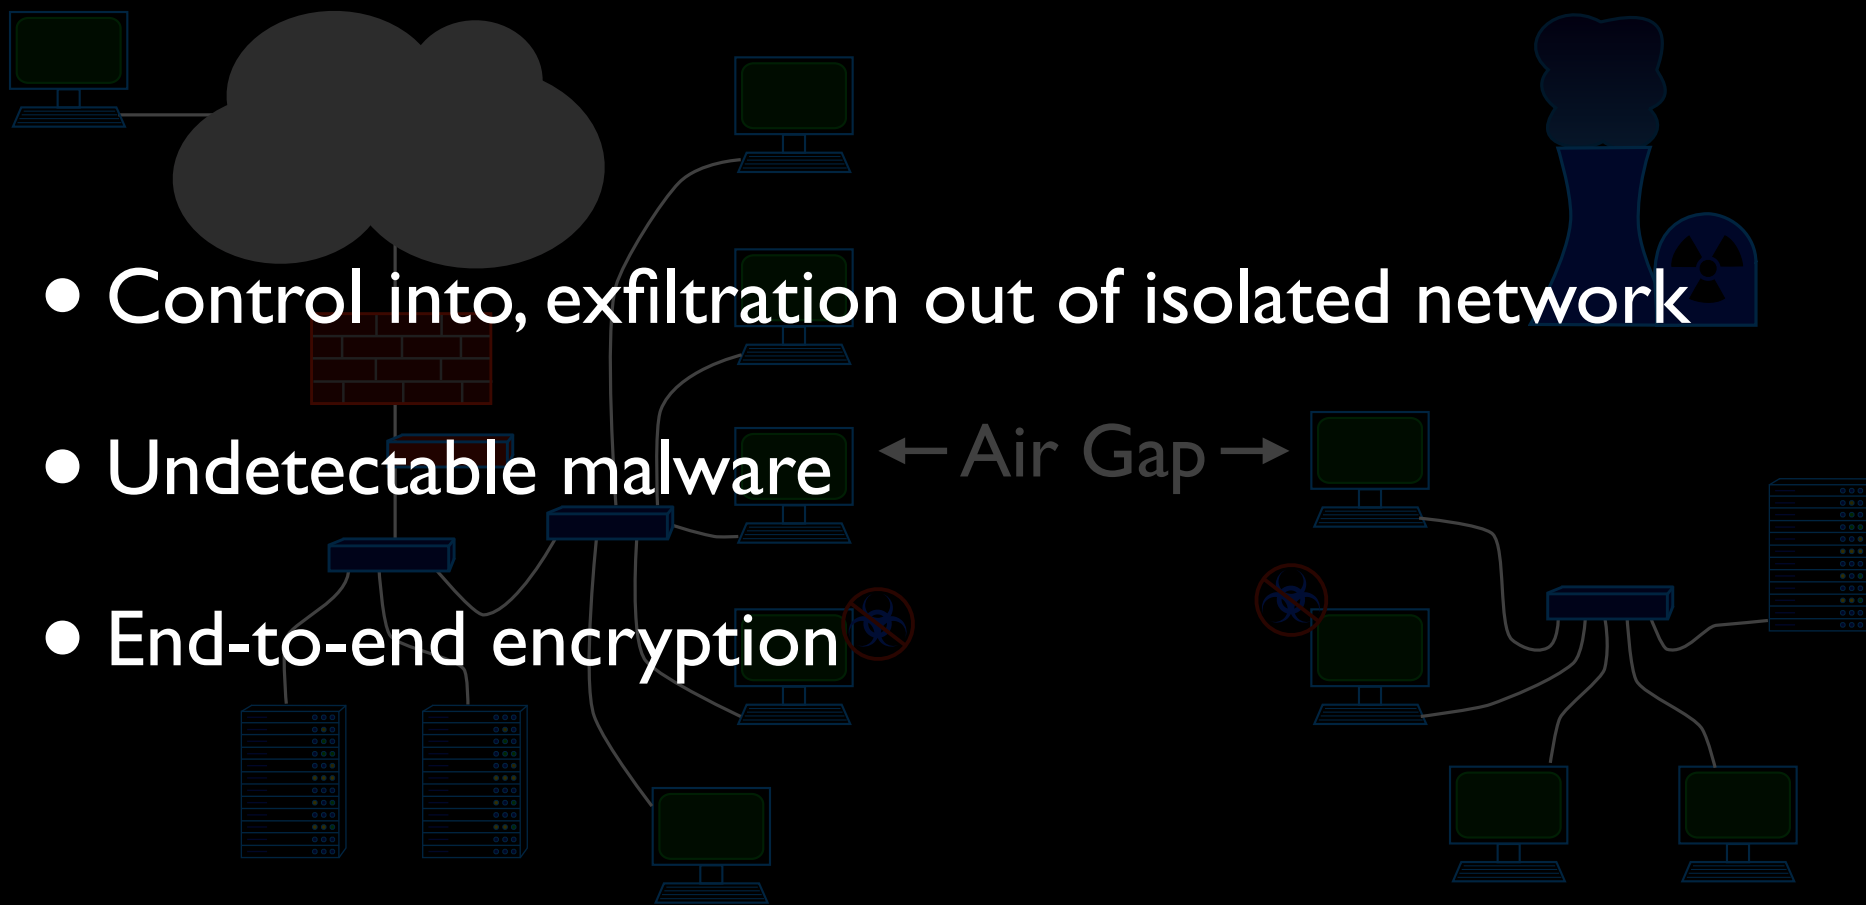 • Control into, exfiltration out of isolated network
Air Gap
• Undetectable malware
• End-to-end encryption